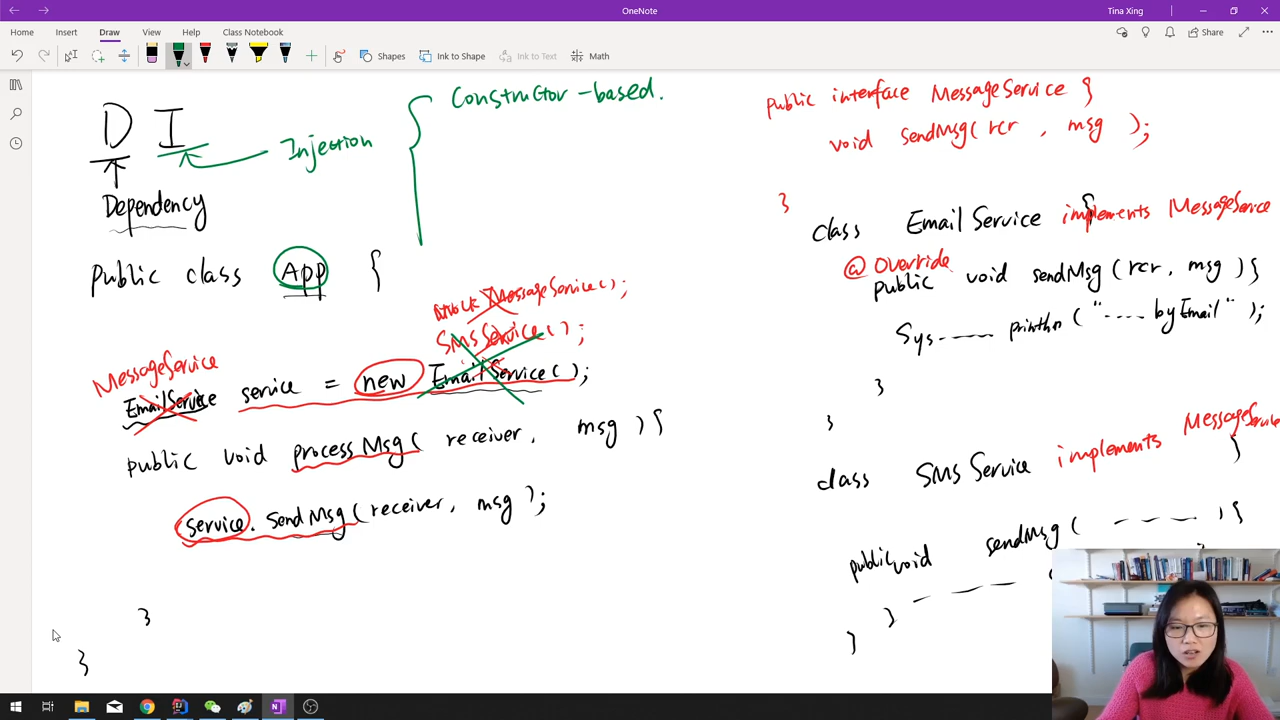 OneNote
Tina Xing
Home Insert Draw View Help Class Notebook
Share
Shapes Ink to Shape Ink to Text Math
D I
Injection
Constructor-based.
Dependency
public class App {
MessageService();
SmsService();
MessageService
EmailService service = new EmailService();
public void processMsg( receiver, msg ){
service.sendMsg(receiver, msg );
}
}
public interface MessageService {
void sendMsg(rcr , msg );
}
class EmailService implements MessageService
{
@Override
public void sendMsg (rcr, msg ){
Sys------ println ("---- by Email");
}
}
class SMS Service implements MessageService
{
public void sendMsg ( ---- ){
----
}
}